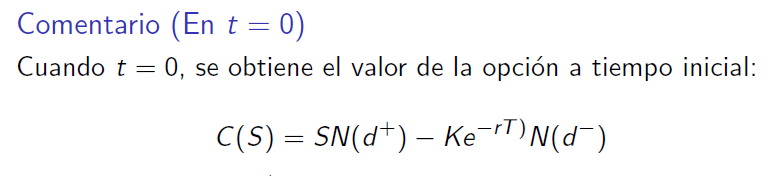 Comentario (En t = 0)
Cuando t = 0, se obtiene el valor de la opción a tiempo inicial:
C(S) = SN(d⁺) − Ke⁻ʳᵀ⁾N(d⁻)